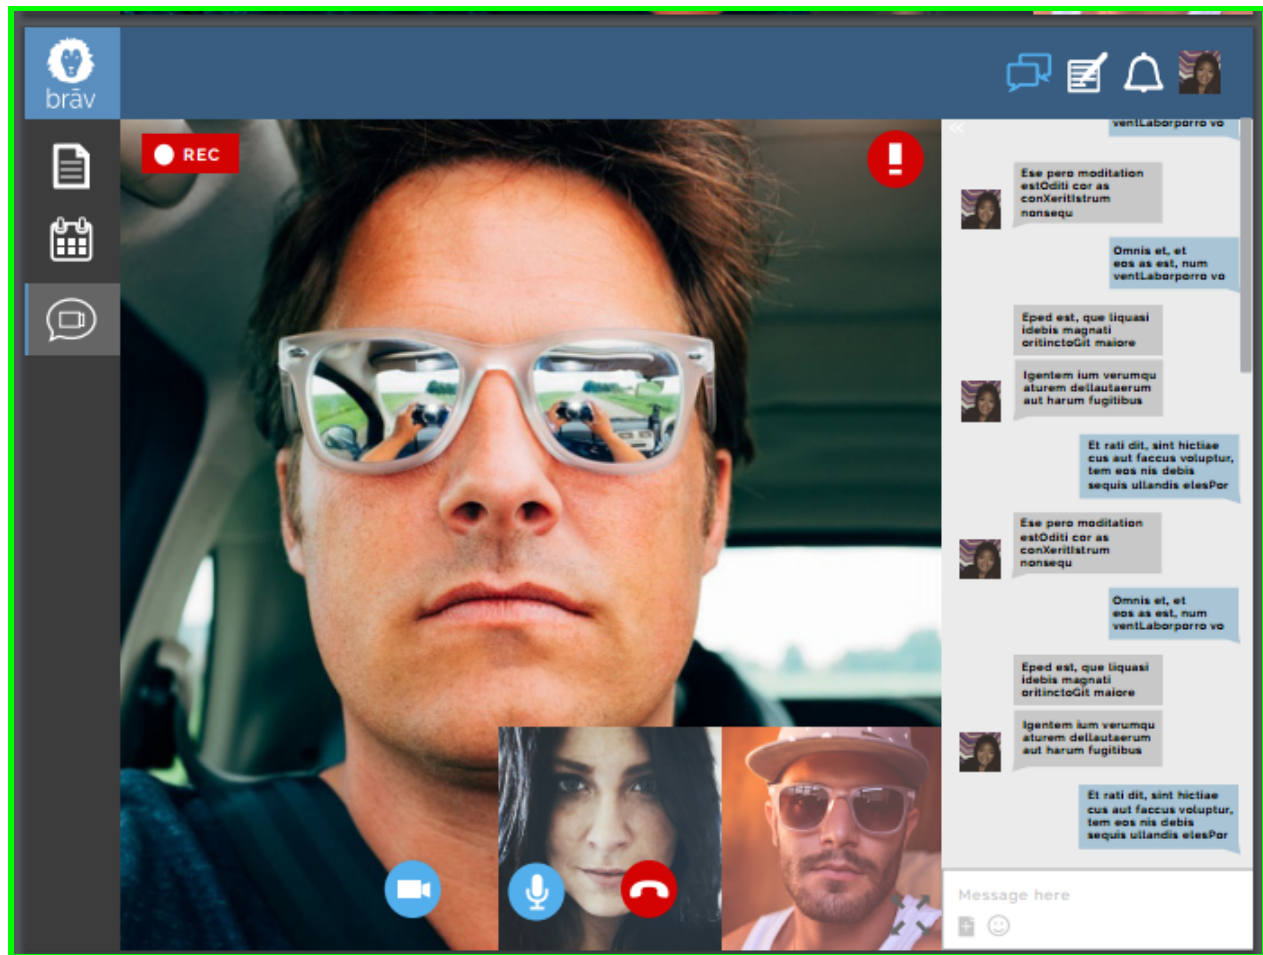 brāv
REC
ventLaborporro vo
Ese pero moditation
estOditi cor as
conXeritIstrum
nonsequ
Omnis et, et
eos as est, num
ventLaborporro vo
Eped est, que liquasi
idebis magnati
oritinctoGit maiore
Igentem ium verumqu
aturem dellautaerum
aut harum fugitibus
Et rati dit, sint hictiae
cus aut faccus voluptur,
tem eos nis debis
sequis ullandis elesPor
Ese pero moditation
estOditi cor as
conXeritIstrum
nonsequ
Omnis et, et
eos as est, num
ventLaborporro vo
Eped est, que liquasi
idebis magnati
oritinctoGit maiore
Igentem ium verumqu
aturem dellautaerum
aut harum fugitibus
Et rati dit, sint hictiae
cus aut faccus voluptur,
tem eos nis debis
sequis ullandis elesPor
Message here